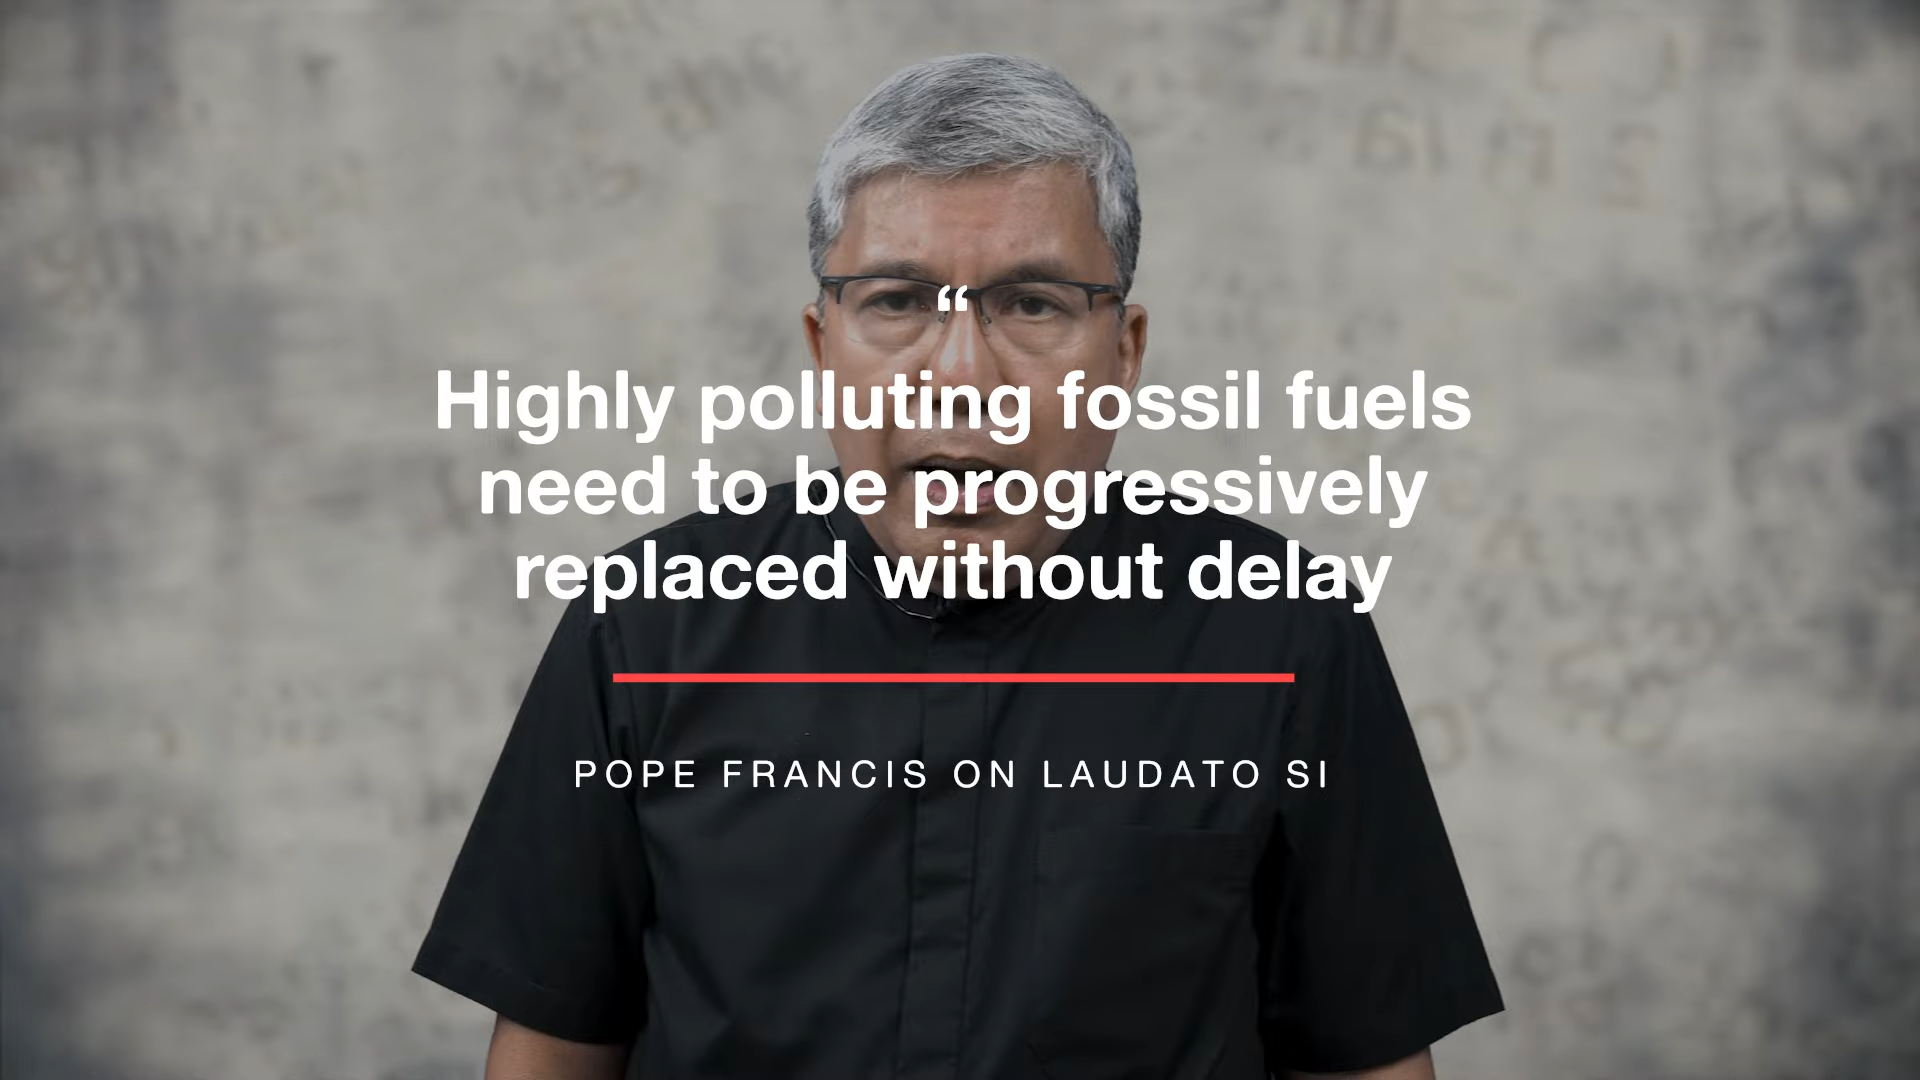 “
Highly polluting fossil fuels
need to be progressively
replaced without delay
POPE FRANCIS ON LAUDATO SI